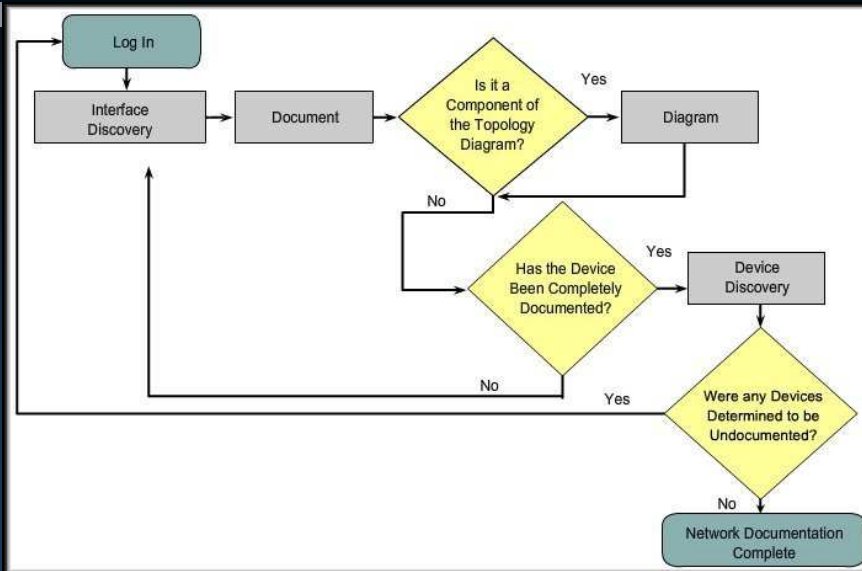 Log In
Interface
Discovery
Document
Is it a
Component of
the Topology
Diagram?
Yes
Diagram
No
Has the Device
Been Completely
Documented?
Yes
Device
Discovery
No
Yes
Were any Devices
Determined to be
Undocumented?
No
Network Documentation
Complete